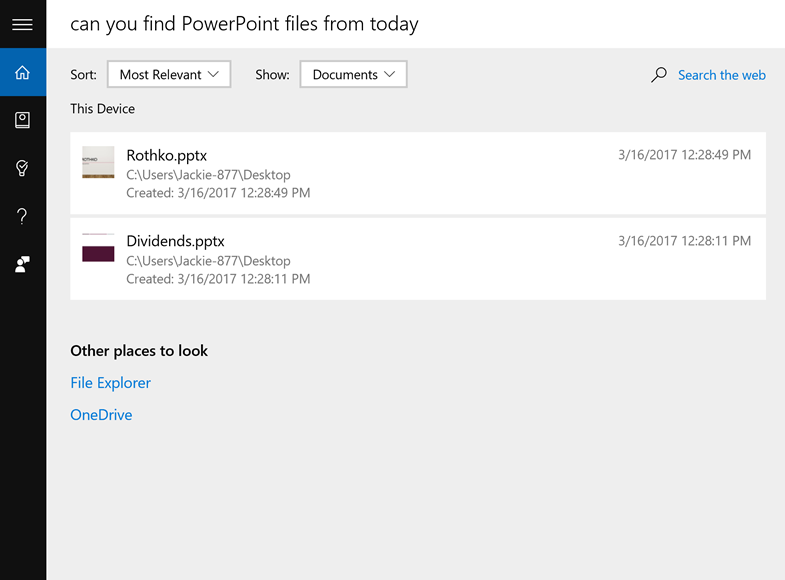 can you find PowerPoint files from today
Sort: Most Relevant Show: Documents Search the web
This Device
Rothko.pptx 3/16/2017 12:28:49 PM
C:\Users\Jackie-877\Desktop
Created: 3/16/2017 12:28:49 PM
Dividends.pptx 3/16/2017 12:28:11 PM
C:\Users\Jackie-877\Desktop
Created: 3/16/2017 12:28:11 PM
Other places to look
File Explorer
OneDrive